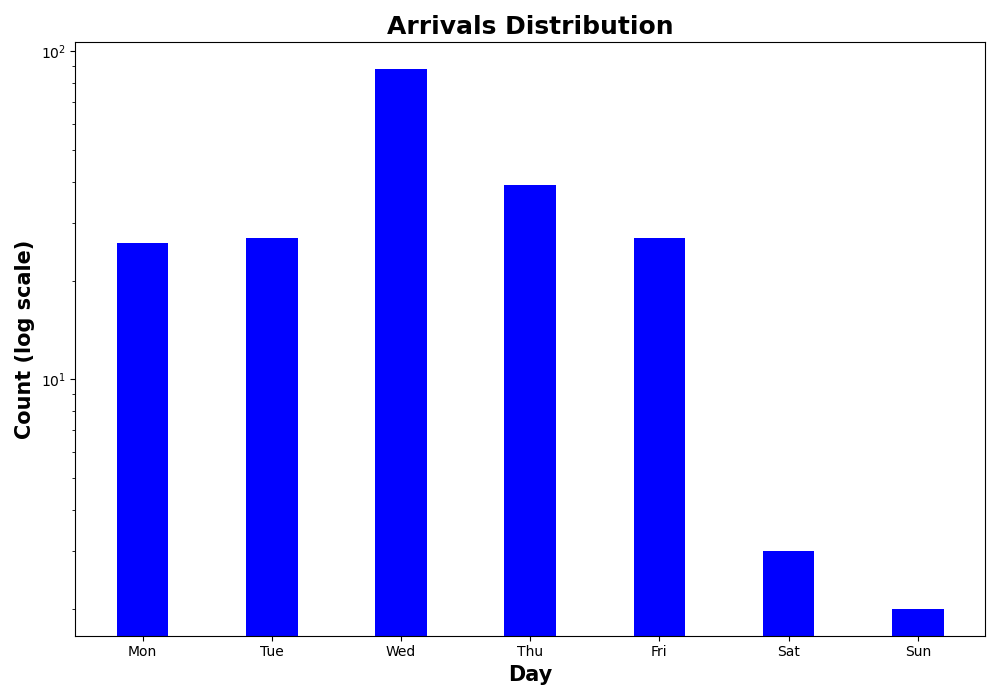 Arrivals Distribution
Count (log scale)
10²
10¹
Mon Tue Wed Thu Fri Sat Sun
Day